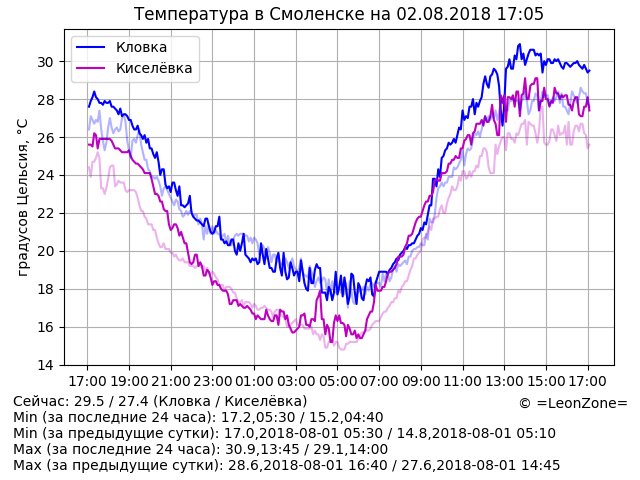 Температура в Смоленске на 02.08.2018 17:05
Кловка
Киселёвка
градусов Цельсия, °C
30
28
26
24
22
20
18
16
14
17:00 19:00 21:00 23:00 01:00 03:00 05:00 07:00 09:00 11:00 13:00 15:00 17:00
Сейчас: 29.5 / 27.4 (Кловка / Киселёвка)
© =LeonZone=
Min (за последние 24 часа): 17.2,05:30 / 15.2,04:40
Min (за предыдущие сутки): 17.0,2018-08-01 05:30 / 14.8,2018-08-01 05:10
Max (за последние 24 часа): 30.9,13:45 / 29.1,14:00
Max (за предыдущие сутки): 28.6,2018-08-01 16:40 / 27.6,2018-08-01 14:45